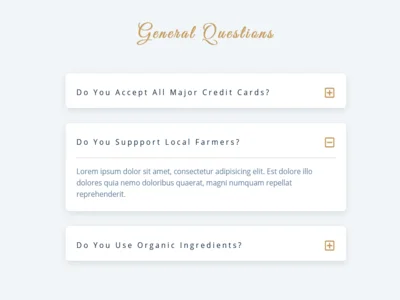 General Questions
Do You Accept All Major Credit Cards?
Do You Suppport Local Farmers?
Lorem ipsum dolor sit amet, consectetur adipisicing elit. Est dolore illo
dolores quia nemo doloribus quaerat, magni numquam repellat
reprehenderit.
Do You Use Organic Ingredients?